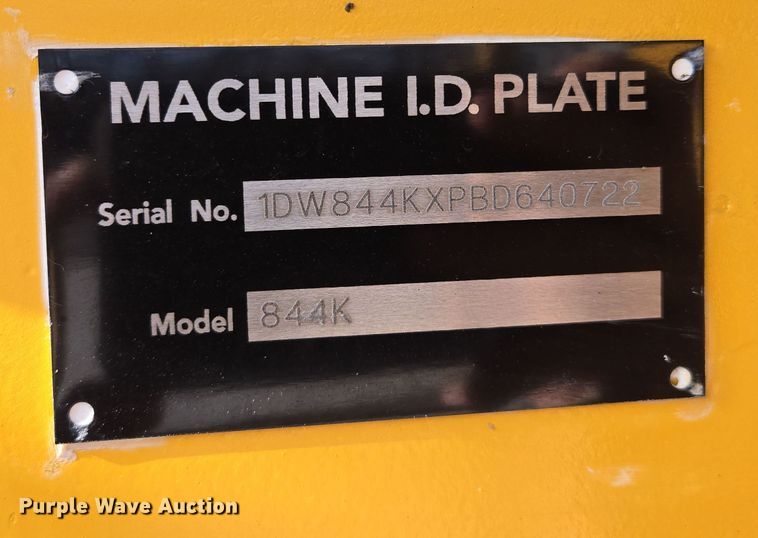 MACHINE I.D. PLATE
Serial No. 1DW844KXPBD640722
Model 844K
Purple Wave Auction